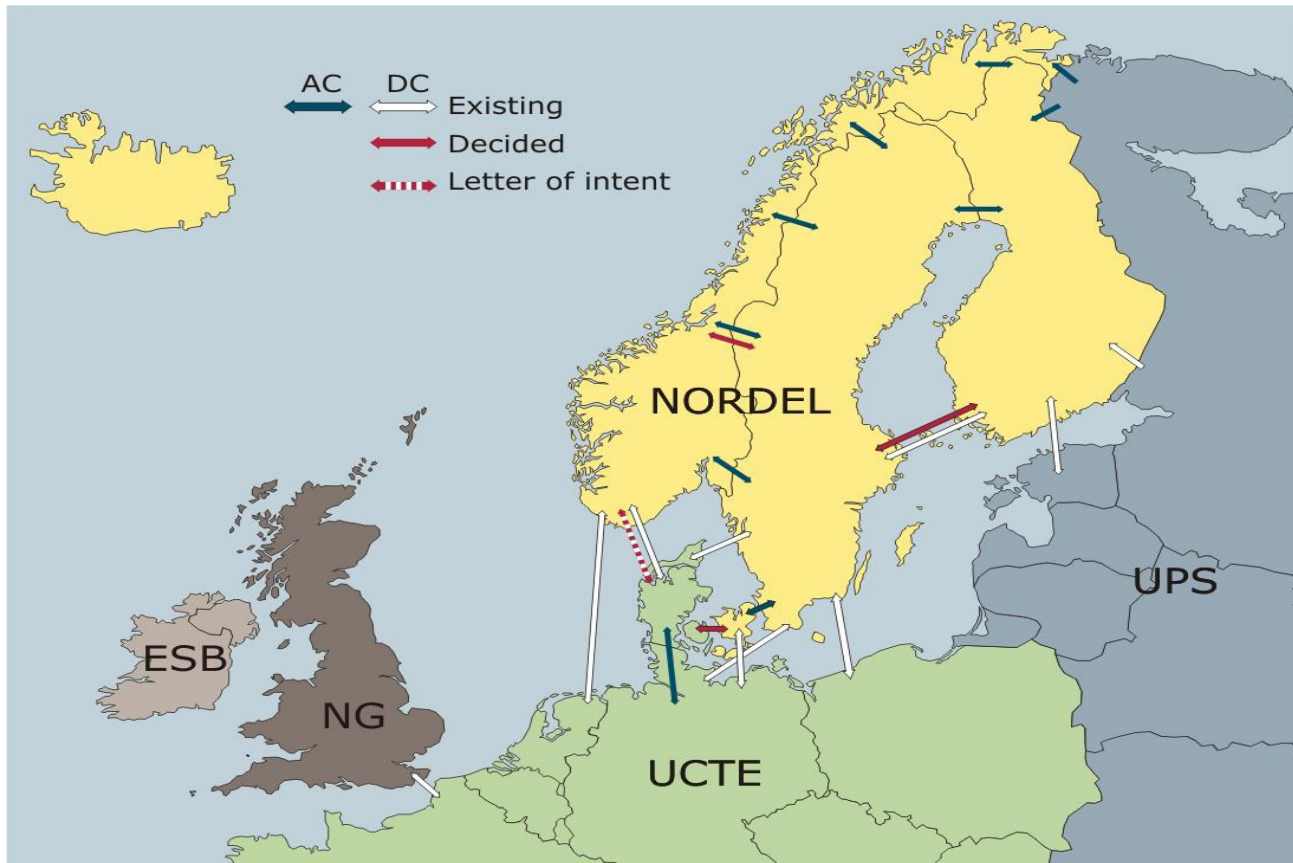 AC DC
Existing
Decided
Letter of intent
NORDEL
UPS
ESB
NG
UCTE